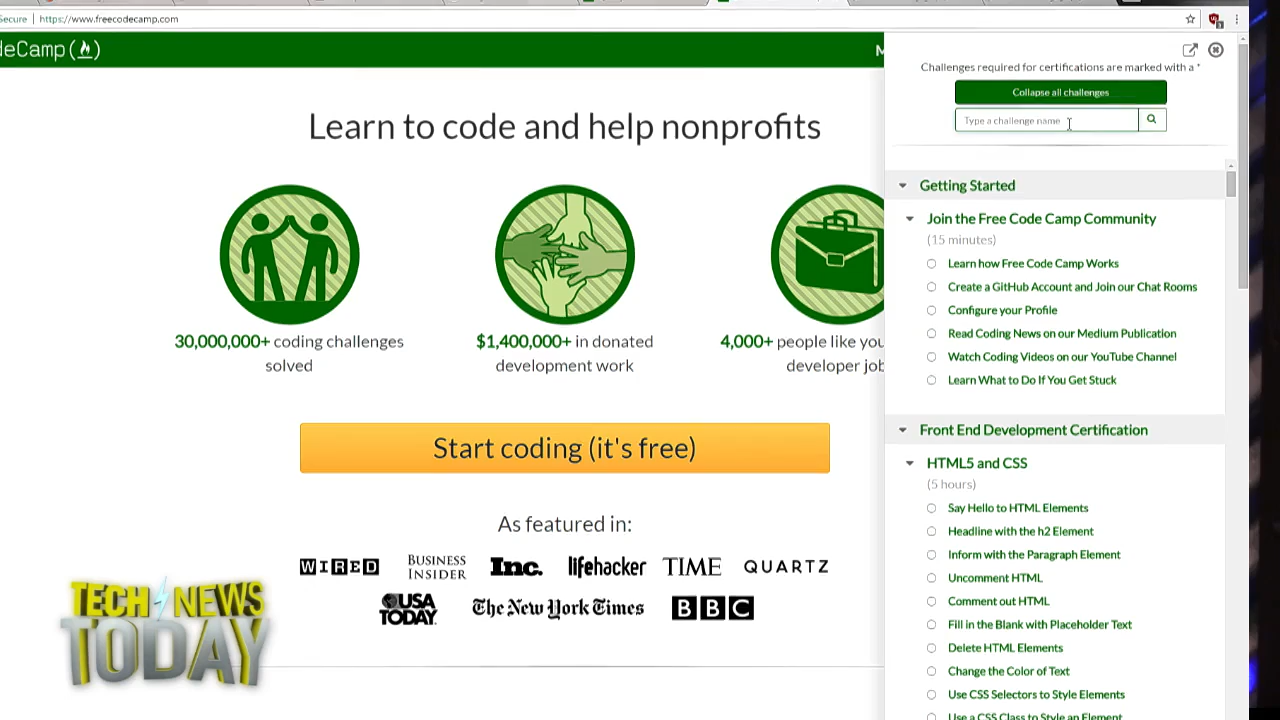 Secure
https://www.freecodecamp.com
deCamp
M
Challenges required for certifications are marked with a *
Collapse all challenges
Type a challenge name
Learn to code and help nonprofits
30,000,000+ coding challenges
solved
$1,400,000+ in donated
development work
4,000+ people like you
developer job
Start coding (it's free)
As featured in:
WIRED
BUSINESS
INSIDER
Inc.
lifehacker
TIME
QUARTZ
USA
TODAY
The New York Times
BBC
TECH NEWS
TODAY
Getting Started
Join the Free Code Camp Community
(15 minutes)
Learn how Free Code Camp Works
Create a GitHub Account and Join our Chat Rooms
Configure your Profile
Read Coding News on our Medium Publication
Watch Coding Videos on our YouTube Channel
Learn What to Do If You Get Stuck
Front End Development Certification
HTML5 and CSS
(5 hours)
Say Hello to HTML Elements
Headline with the h2 Element
Inform with the Paragraph Element
Uncomment HTML
Comment out HTML
Fill in the Blank with Placeholder Text
Delete HTML Elements
Change the Color of Text
Use CSS Selectors to Style Elements
Use a CSS Class to Style an Element